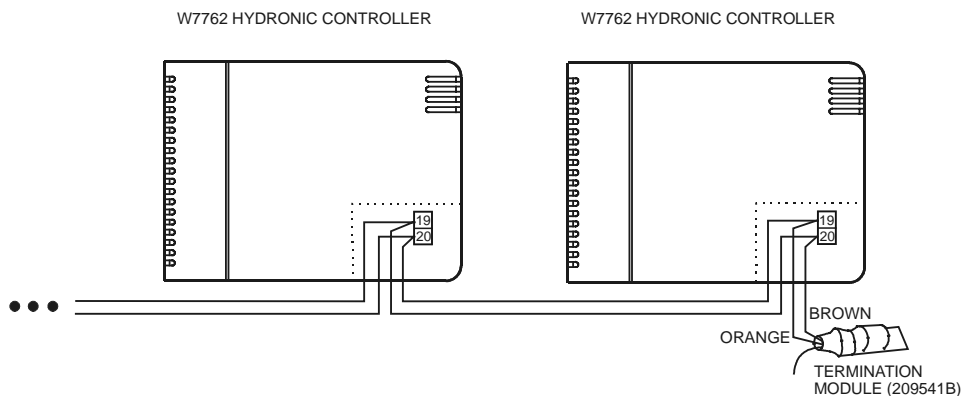 W7762 HYDRONIC CONTROLLER
W7762 HYDRONIC CONTROLLER
19
20
19
20
BROWN
ORANGE
TERMINATION
MODULE (209541B)